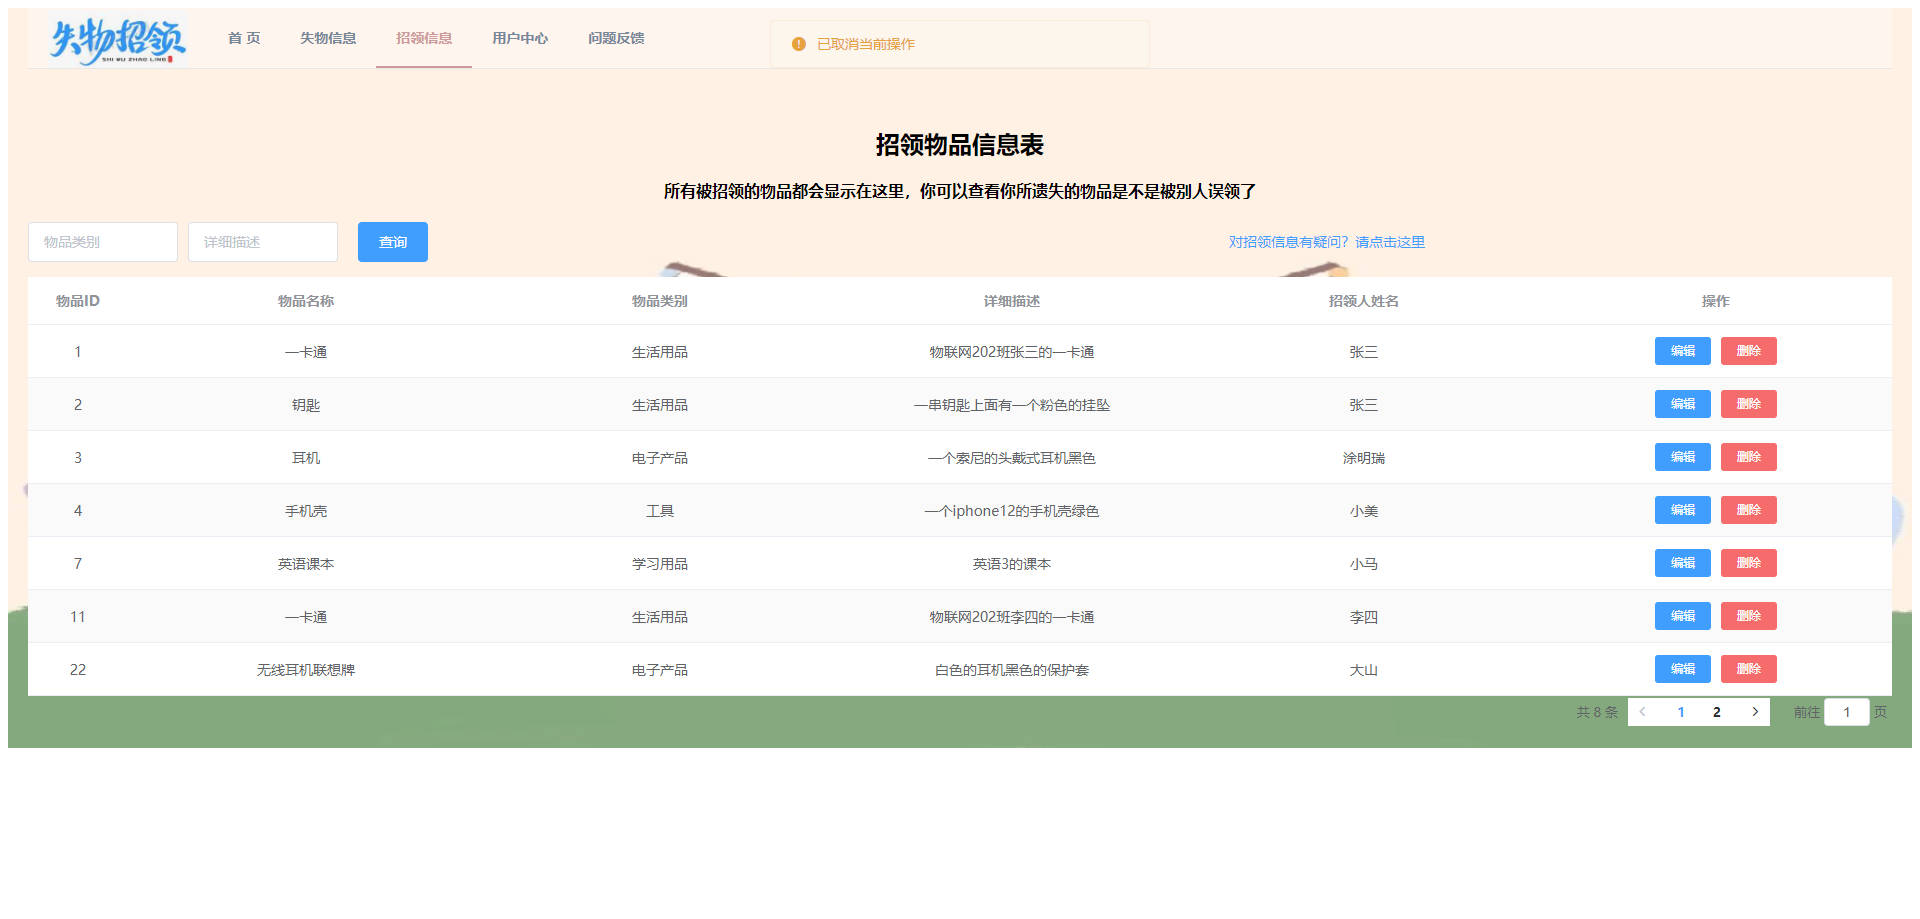 失物招领
SHI WU ZHAO LING
首 页 失物信息 招领信息 用户中心 问题反馈
已取消当前操作
招领物品信息表
所有被招领的物品都会显示在这里，你可以查看你所遗失的物品是不是被别人误领了
物品类别 详细描述 查询 对招领信息有疑问？请点击这里
物品ID 物品名称 物品类别 详细描述 招领人姓名 操作
1 一卡通 生活用品 物联网202班张三的一卡通 张三 编辑 删除
2 钥匙 生活用品 一串钥匙上面有一个粉色的挂坠 张三 编辑 删除
3 耳机 电子产品 一个索尼的头戴式耳机黑色 涂明瑞 编辑 删除
4 手机壳 工具 一个iphone12的手机壳绿色 小美 编辑 删除
7 英语课本 学习用品 英语3的课本 小马 编辑 删除
11 一卡通 生活用品 物联网202班李四的一卡通 李四 编辑 删除
22 无线耳机联想牌 电子产品 白色的耳机黑色的保护套 大山 编辑 删除
共 8 条 1 2 前往 1 页